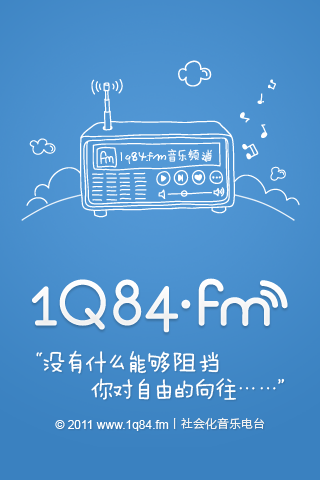 fm 1q84.fm音乐频道
1Q84·fm
“没有什么能够阻挡
你对自由的向往……”
© 2011 www.1q84.fm | 社会化音乐电台